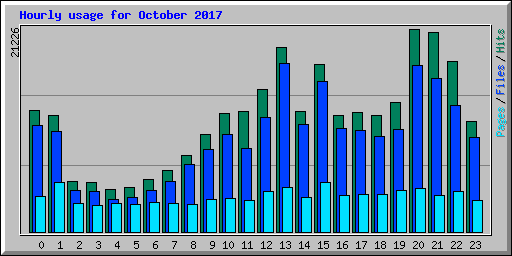 Hourly usage for October 2017
21226
Pages / Files / Hits
0 1 2 3 4 5 6 7 8 9 10 11 12 13 14 15 16 17 18 19 20 21 22 23